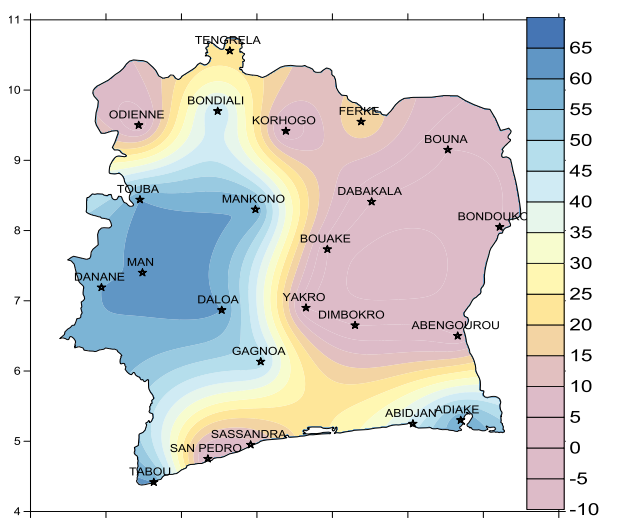 11
TENGRELA
65
10
60
BONDIALI
55
ODIENNE
KORHOGO
FERKE
50
BOUNA
9
45
TOUBA
DABAKALA
40
MANKONO
BONDOUKO
8
35
BOUAKE
30
MAN
DANANE
25
7
DALOA
YAKRO
DIMBOKRO
20
ABENGOUROU
GAGNOA
15
6
10
ABIDJAN
ADIAKE
5
SASSANDRA
5
SAN PEDRO
0
TABOU
-5
4
-10